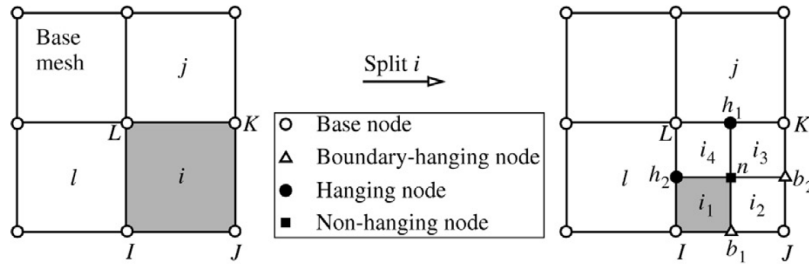 Base
mesh
j
L
K
l
i
I
J
Split i
Base node
Boundary-hanging node
Hanging node
Non-hanging node
j
h₁
L
K
i₄
i₃
l
h₂
n
b₂
i₁
i₂
I
b₁
J